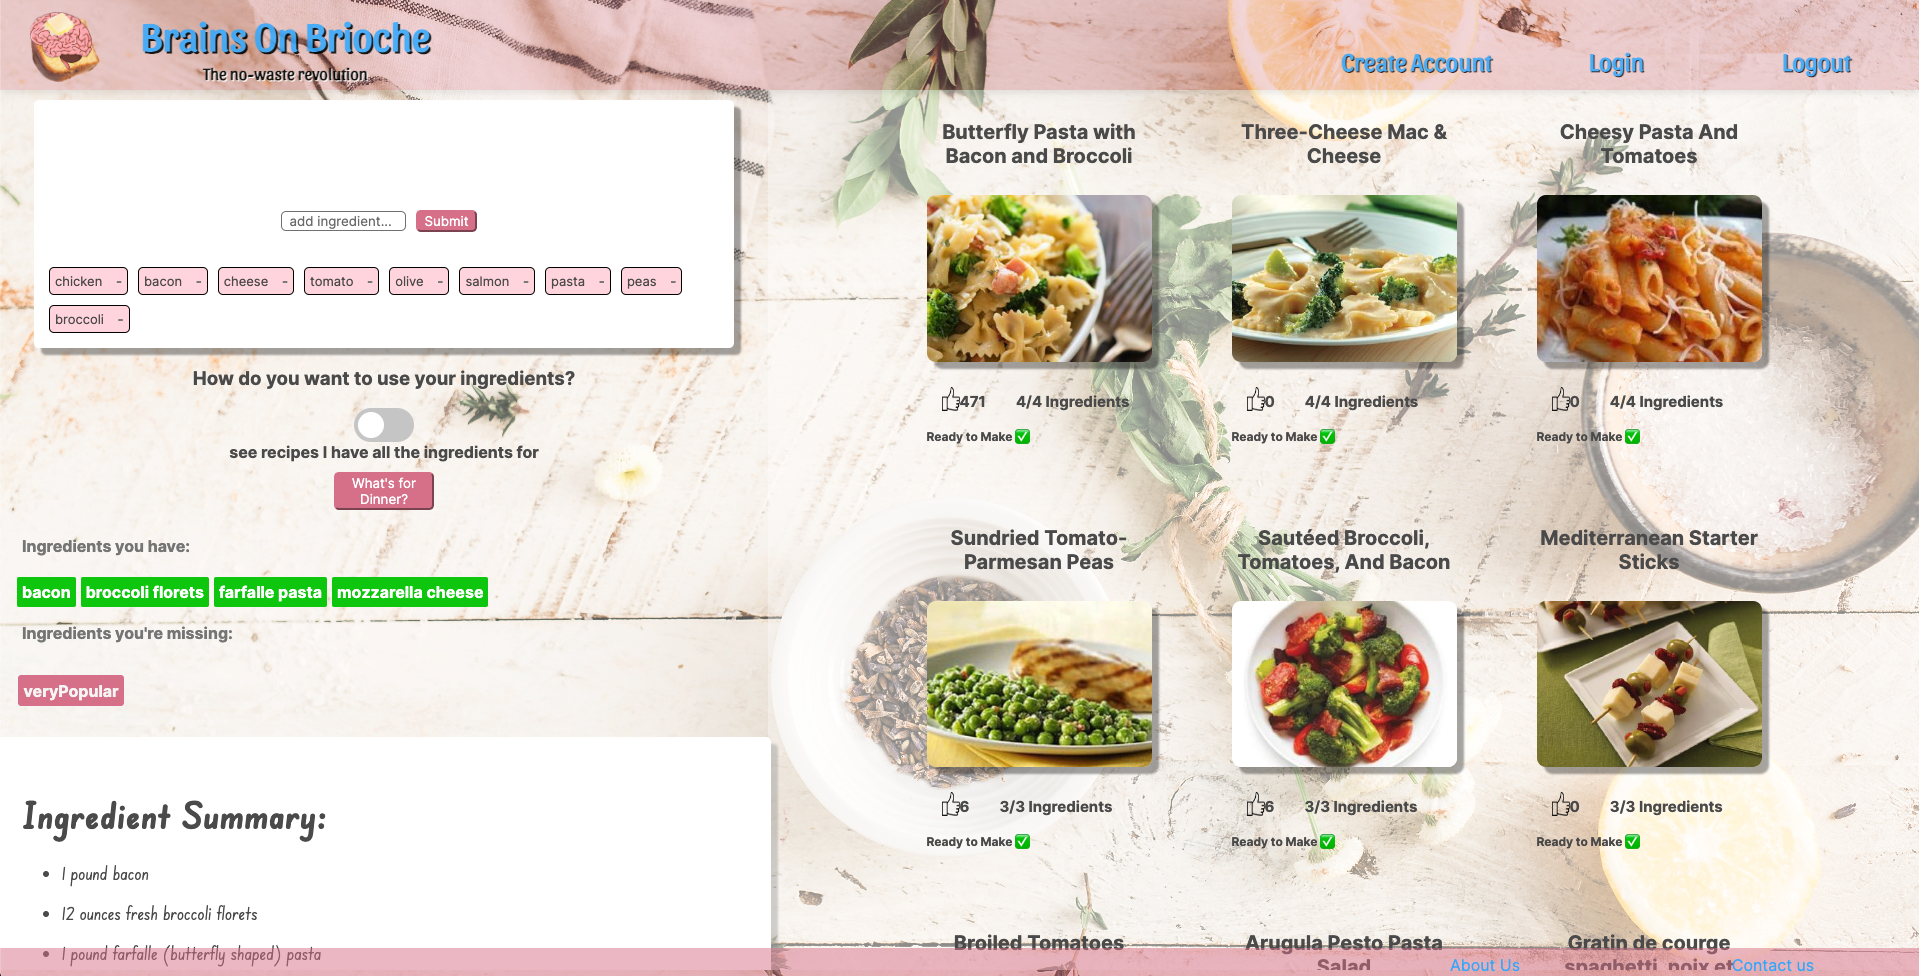 Brains On Brioche
The no-waste revolution
Create Account
Login
Logout
add ingredient...
Submit
chicken -
bacon -
cheese -
tomato -
olive -
salmon -
pasta -
peas -
broccoli -
How do you want to use your ingredients?
see recipes I have all the ingredients for
What's for
Dinner?
Ingredients you have:
bacon
broccoli florets
farfalle pasta
mozzarella cheese
Ingredients you're missing:
veryPopular
Ingredient Summary:
• 1 pound bacon
• 12 ounces fresh broccoli florets
• 1 pound farfalle (butterfly shaped) pasta
Butterfly Pasta with
Bacon and Broccoli
471
4/4 Ingredients
Ready to Make ✅
Three-Cheese Mac &
Cheese
0
4/4 Ingredients
Ready to Make ✅
Cheesy Pasta And
Tomatoes
0
4/4 Ingredients
Ready to Make ✅
Sundried Tomato-
Parmesan Peas
6
3/3 Ingredients
Ready to Make ✅
Sautéed Broccoli,
Tomatoes, And Bacon
6
3/3 Ingredients
Ready to Make ✅
Mediterranean Starter
Sticks
0
3/3 Ingredients
Ready to Make ✅
Broiled Tomatoes
Arugula Pesto Pasta
Salad
Gratin de courge
spaghetti, noix et
About Us
Contact us